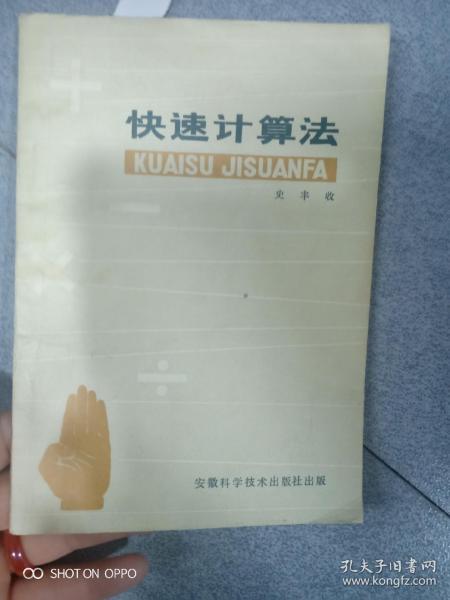 快速计算法
KUAISU JISUANFA
史丰收
安徽科学技术出版社出版
SHOT ON OPPO
孔夫子旧书网
www.kongfz.com